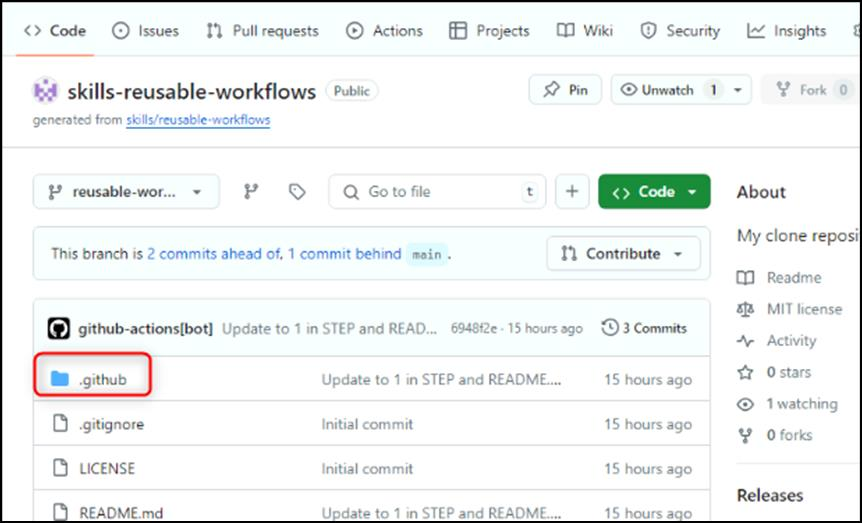 Code Issues Pull requests Actions Projects Wiki Security Insights
skills-reusable-workflows Public Pin Unwatch 1 Fork 0
generated from skills/reusable-workflows
reusable-wor... Go to file t + Code
About
This branch is 2 commits ahead of, 1 commit behind main . Contribute
My clone reposi
Readme
MIT license
Activity
0 stars
1 watching
0 forks
Releases
github-actions[bot] Update to 1 in STEP and READ... 6948f2e · 15 hours ago 3 Commits
.github Update to 1 in STEP and README.... 15 hours ago
.gitignore Initial commit 15 hours ago
LICENSE Initial commit 15 hours ago
README.md Update to 1 in STEP and README.... 15 hours ago